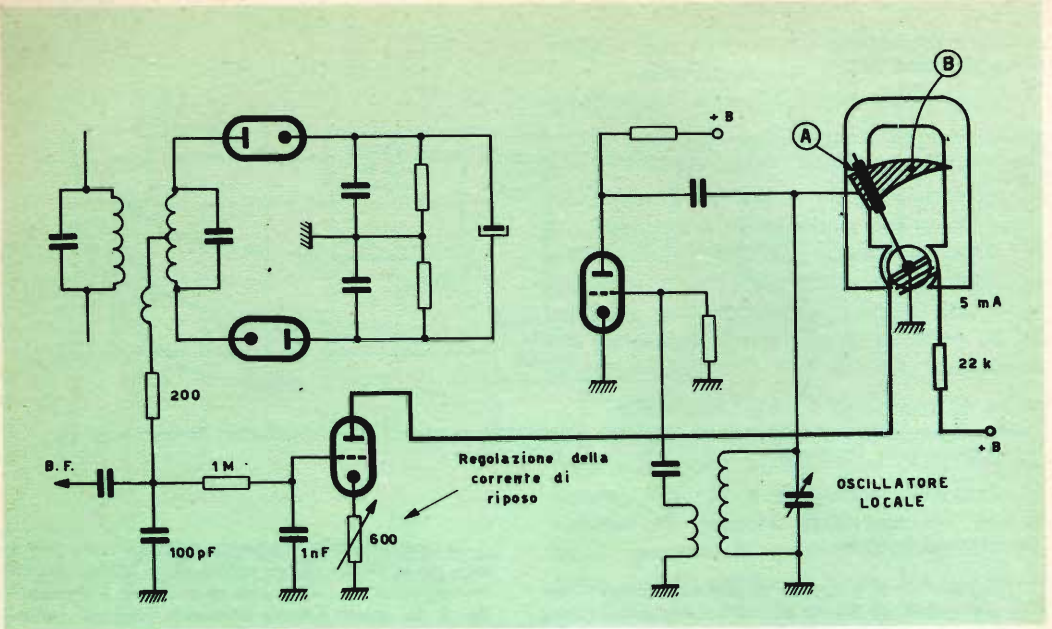 B
A
+ B
5 mA
22 k
+ B
200
B. F.
1M
100 pF
1nF
600
Regolazione della
corrente di
riposo
OSCILLATORE
LOCALE